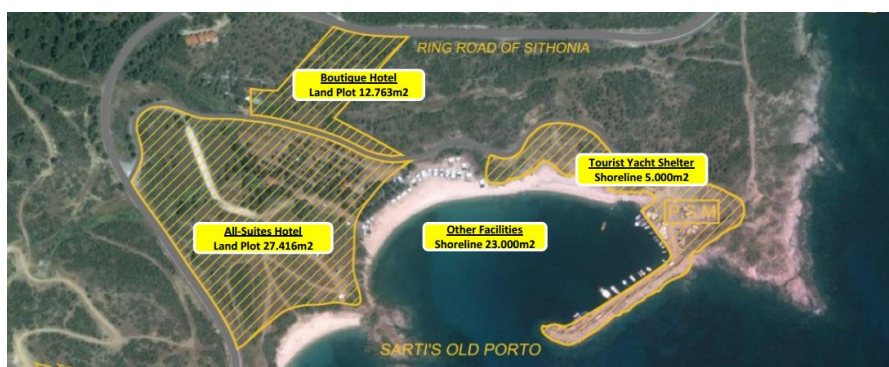 RING ROAD OF SITHONIA
Boutique Hotel
Land Plot 12.763m2
Tourist Yacht Shelter
Shoreline 5.000m2
P.S.M
All-Suites Hotel
Land Plot 27.416m2
Other Facilities
Shoreline 23.000m2
SARTI'S OLD PORTO